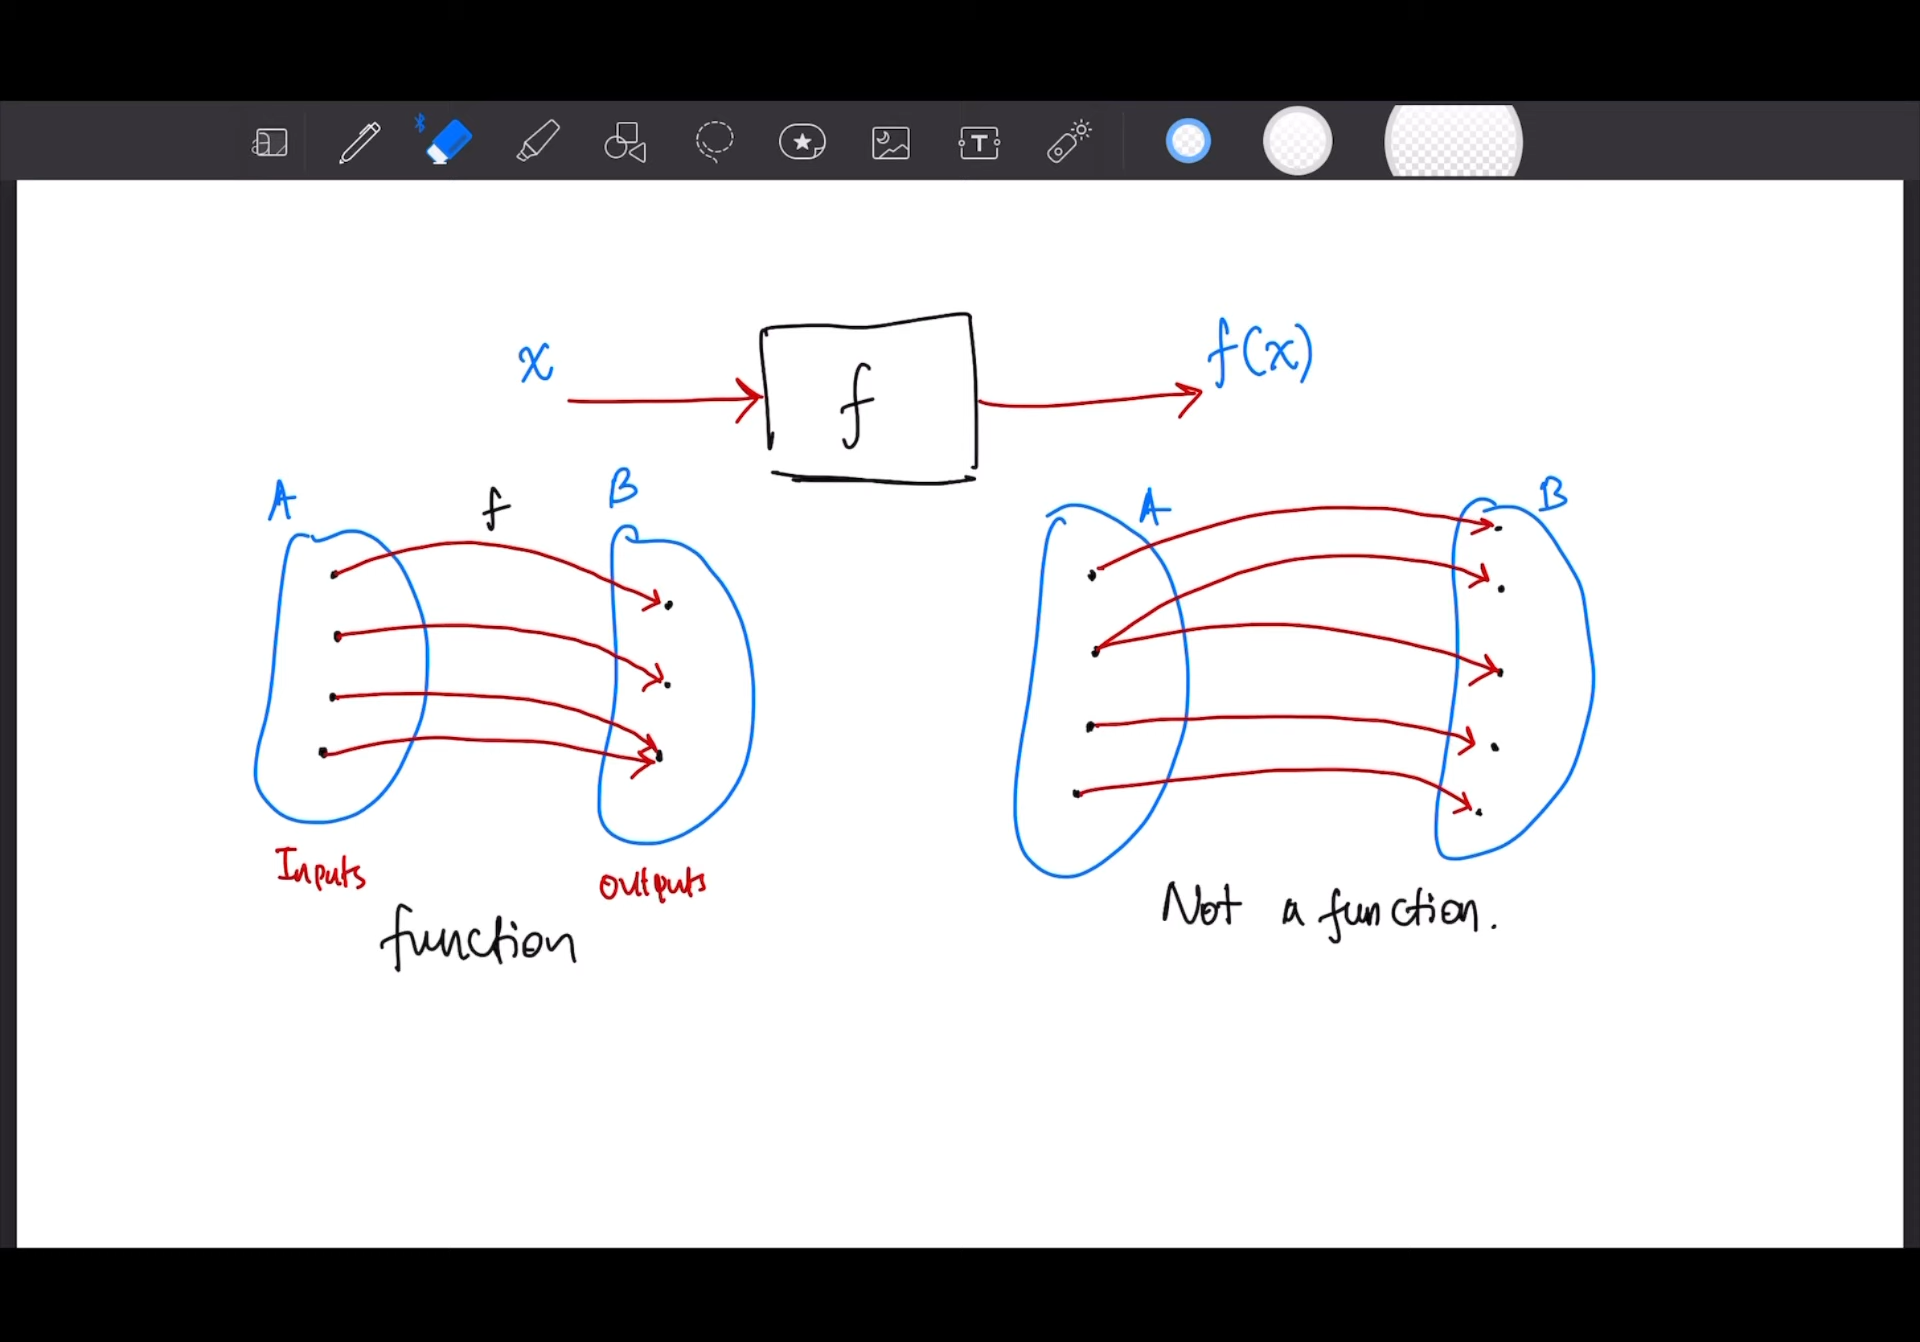 x f f(x)
A f B A B
Inputs outputs
function Not a function.
T